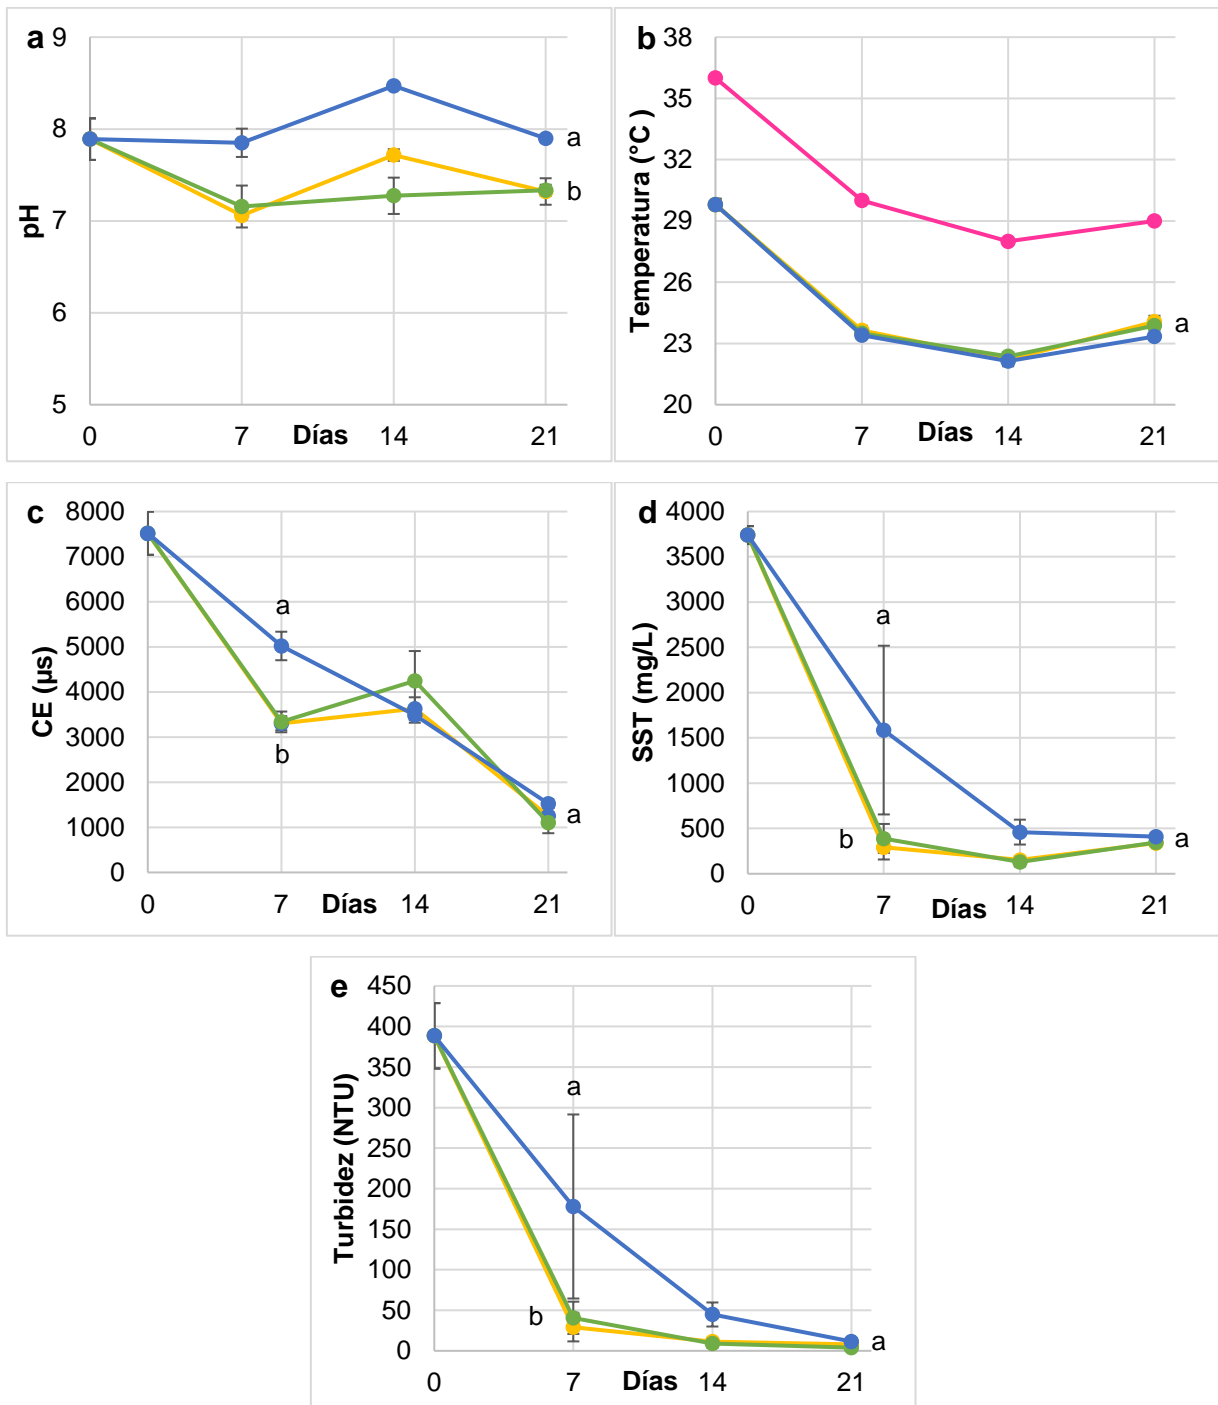 a
9
8
7
6
5
pH
a
b
0
7
Días
14
21
b
38
35
32
29
26
23
20
Temperatura (°C )
a
0
7
Días
14
21
c
8000
7000
6000
5000
4000
3000
2000
1000
0
CE (µs)
a
b
a
0
7
Días
14
21
d
4000
3500
3000
2500
2000
1500
1000
500
0
SST (mg/L)
a
b
a
0
7
Días
14
21
e
450
400
350
300
250
200
150
100
50
0
Turbidez (NTU)
a
b
a
0
7
Días
14
21